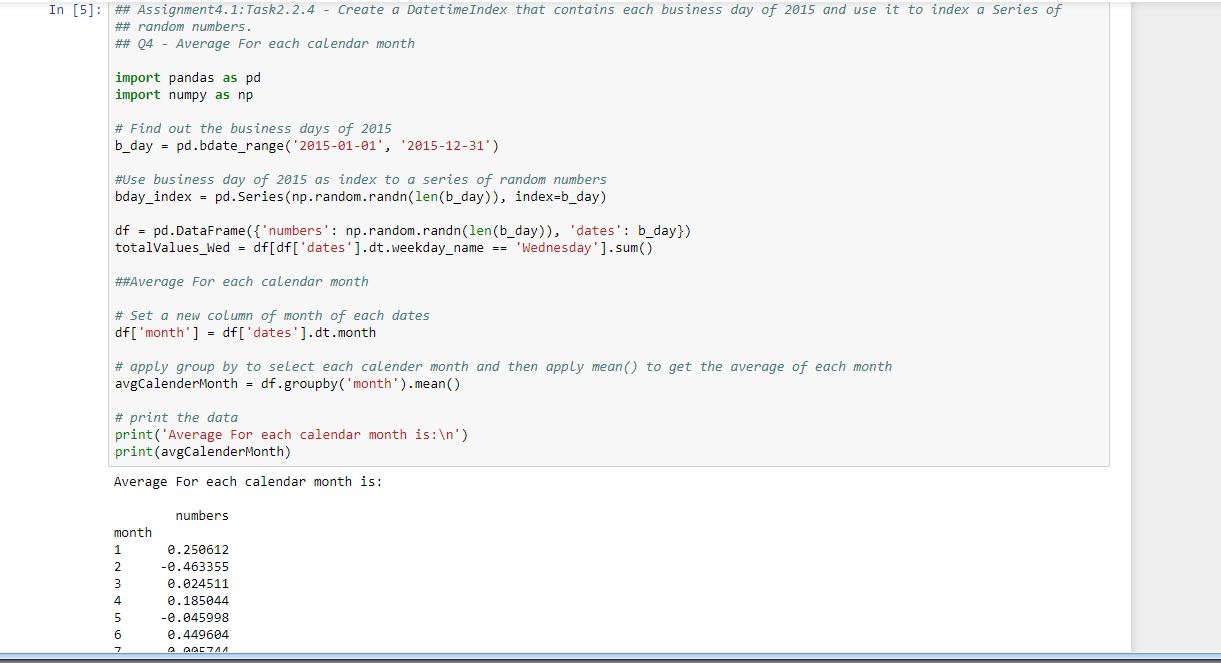 In [5]: ## Assignment4.1:Task2.2.4 - Create a DatetimeIndex that contains each business day of 2015 and use it to index a Series of
## random numbers.
## Q4 - Average For each calendar month
import pandas as pd
import numpy as np
# Find out the business days of 2015
b_day = pd.bdate_range('2015-01-01', '2015-12-31')
#Use business day of 2015 as index to a series of random numbers
bday_index = pd.Series(np.random.randn(len(b_day)), index=b_day)
df = pd.DataFrame({'numbers': np.random.randn(len(b_day)), 'dates': b_day})
totalValues_Wed = df[df['dates'].dt.weekday_name == 'Wednesday'].sum()
##Average For each calendar month
# Set a new column of month of each dates
df['month'] = df['dates'].dt.month
# apply group by to select each calender month and then apply mean() to get the average of each month
avgCalenderMonth = df.groupby('month').mean()
# print the data
print('Average For each calendar month is:\n')
print(avgCalenderMonth)
Average For each calendar month is:
numbers
month
1 0.250612
2 -0.463355
3 0.024511
4 0.185044
5 -0.045998
6 0.449604
7